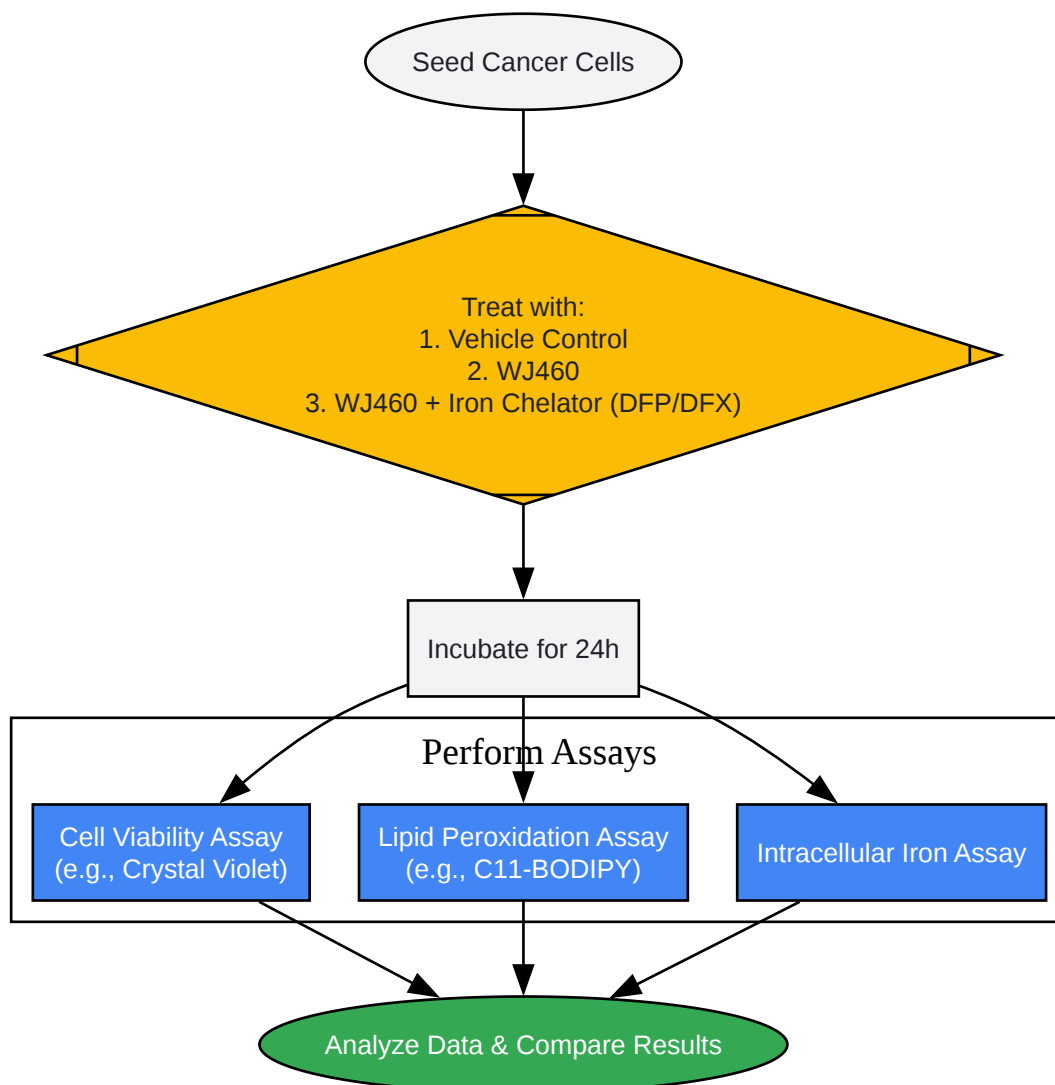 Seed Cancer Cells
Treat with:
1. Vehicle Control
2. WJ460
3. WJ460 + Iron Chelator (DFP/DFX)
Incubate for 24h
Perform Assays
Cell Viability Assay
(e.g., Crystal Violet)
Lipid Peroxidation Assay
(e.g., C11-BODIPY)
Intracellular Iron Assay
Analyze Data & Compare Results